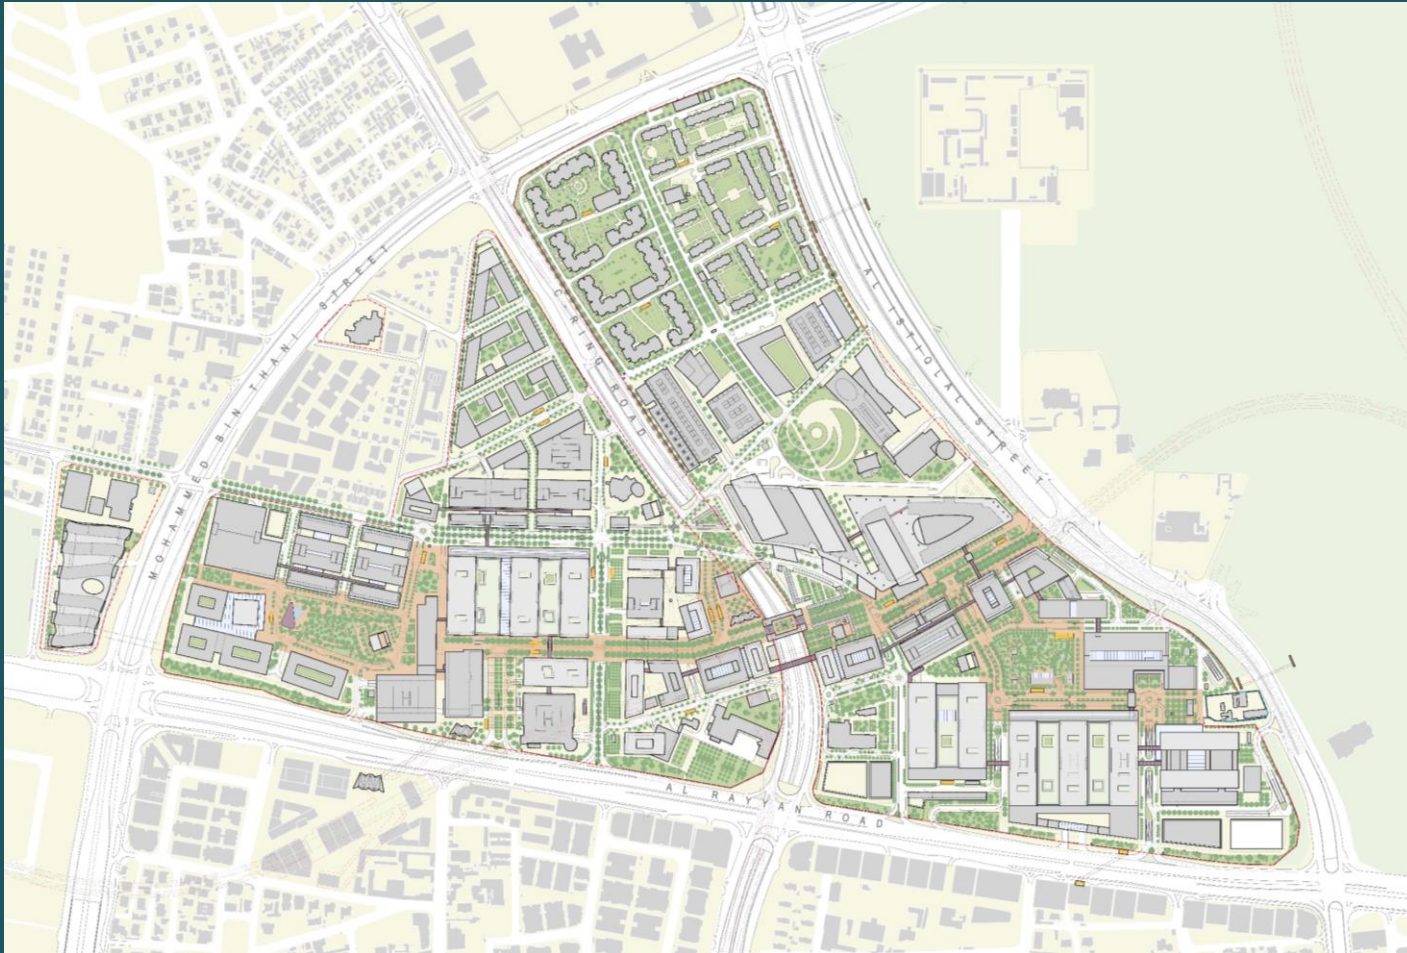 MOHAMMED BIN THANI STREET
C RING ROAD
AL ISTIQLAL STREET
AL RAYYAN ROAD